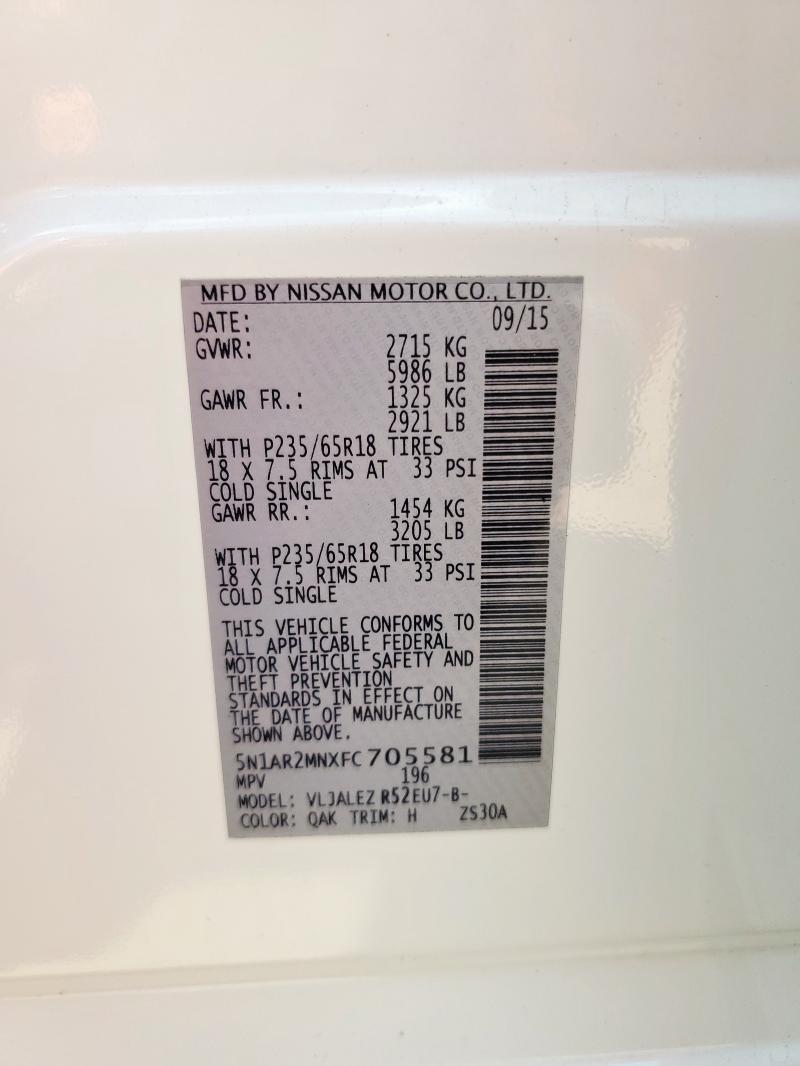 MFD BY NISSAN MOTOR CO., LTD.
DATE: 09/15
GVWR: 2715 KG
5986 LB
GAWR FR.: 1325 KG
2921 LB
WITH P235/65R18 TIRES
18 X 7.5 RIMS AT 33 PSI
COLD SINGLE
GAWR RR.: 1454 KG
3205 LB
WITH P235/65R18 TIRES
18 X 7.5 RIMS AT 33 PSI
COLD SINGLE
THIS VEHICLE CONFORMS TO
ALL APPLICABLE FEDERAL
MOTOR VEHICLE SAFETY AND
THEFT PREVENTION
STANDARDS IN EFFECT ON
THE DATE OF MANUFACTURE
SHOWN ABOVE.
5N1AR2MNXFC705581
MPV 196
MODEL: VLJALEZ R52EU7-B-
COLOR: QAK TRIM: H ZS30A